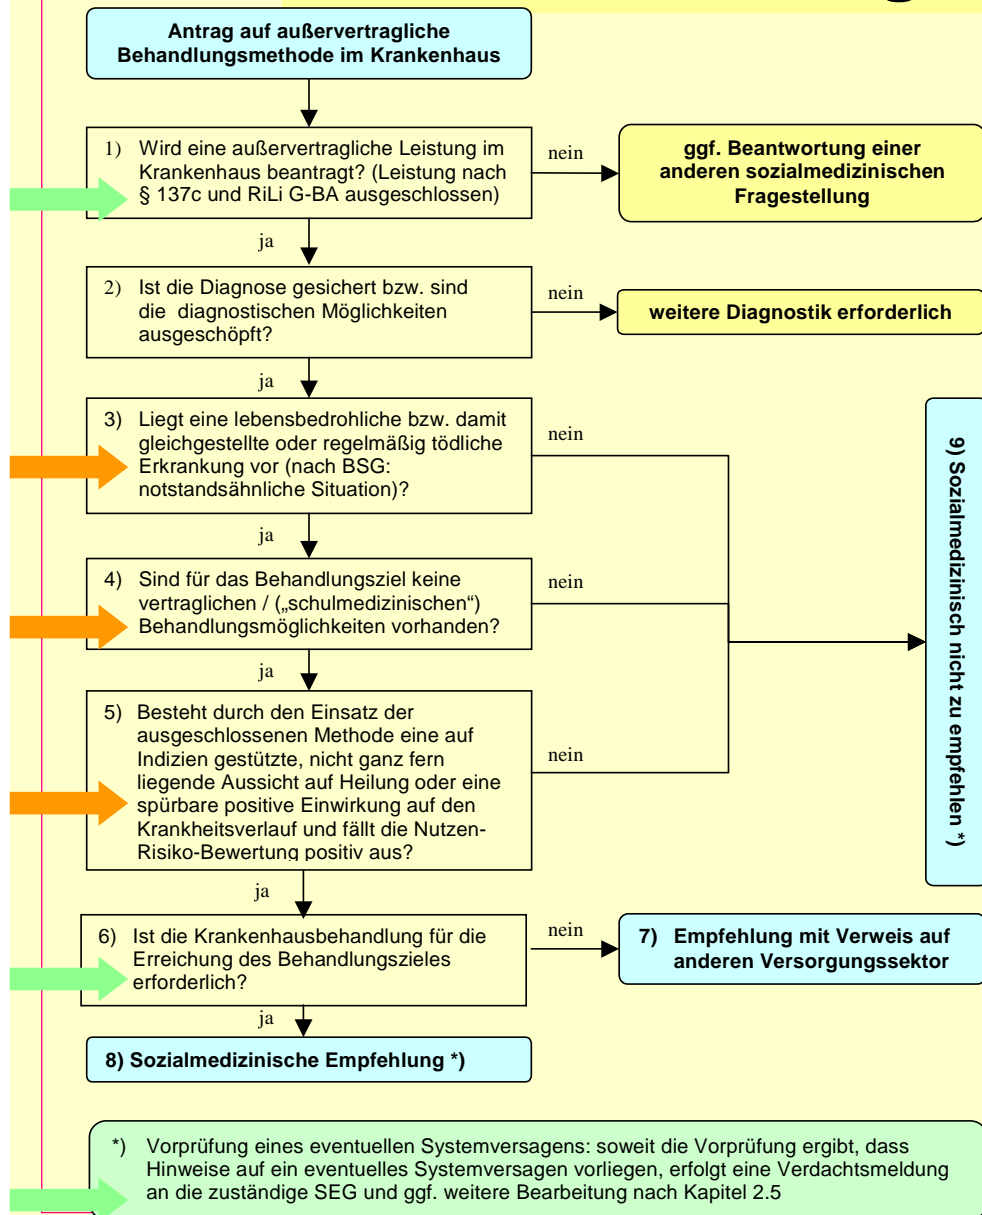 Antrag auf außervertragliche
Behandlungsmethode im Krankenhaus
1) Wird eine außervertragliche Leistung im
Krankenhaus beantragt? (Leistung nach
§ 137c und RiLi G-BA ausgeschlossen)
nein
ggf. Beantwortung einer
anderen sozialmedizinischen
Fragestellung
ja
2) Ist die Diagnose gesichert bzw. sind
die diagnostischen Möglichkeiten
ausgeschöpft?
nein
weitere Diagnostik erforderlich
ja
3) Liegt eine lebensbedrohliche bzw. damit
gleichgestellte oder regelmäßig tödliche
Erkrankung vor (nach BSG:
notstandsähnliche Situation)?
nein
ja
4) Sind für das Behandlungsziel keine
vertraglichen / („schulmedizinischen“)
Behandlungsmöglichkeiten vorhanden?
nein
ja
5) Besteht durch den Einsatz der
ausgeschlossenen Methode eine auf
Indizien gestützte, nicht ganz fern
liegende Aussicht auf Heilung oder eine
spürbare positive Einwirkung auf den
Krankheitsverlauf und fällt die Nutzen-
Risiko-Bewertung positiv aus?
nein
9) Sozialmedizinisch nicht zu empfehlen *)
ja
6) Ist die Krankenhausbehandlung für die
Erreichung des Behandlungszieles
erforderlich?
nein
7) Empfehlung mit Verweis auf
anderen Versorgungssektor
ja
8) Sozialmedizinische Empfehlung *)
*) Vorprüfung eines eventuellen Systemversagens: soweit die Vorprüfung ergibt, dass
Hinweise auf ein eventuelles Systemversagen vorliegen, erfolgt eine Verdachtsmeldung
an die zuständige SEG und ggf. weitere Bearbeitung nach Kapitel 2.5